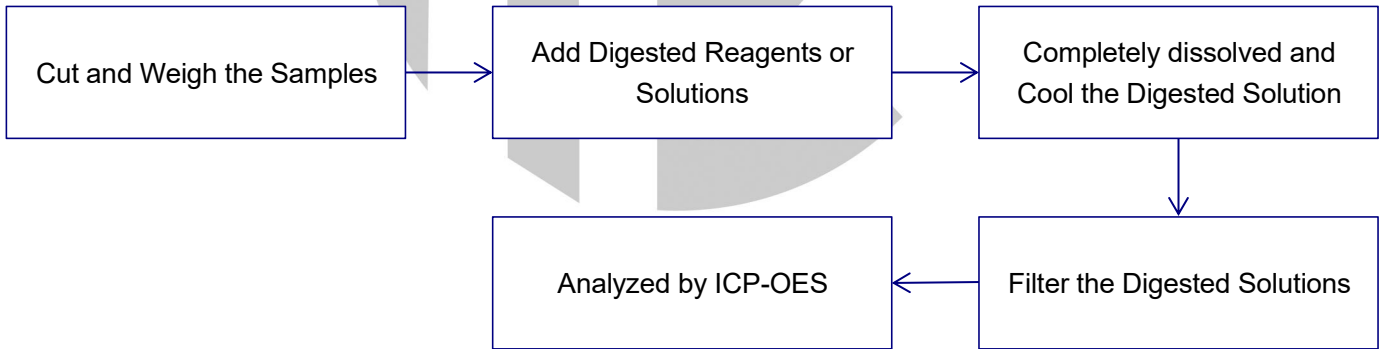 Cut and Weigh the Samples
Add Digested Reagents or
Solutions
Completely dissolved and
Cool the Digested Solution
Filter the Digested Solutions
Analyzed by ICP-OES